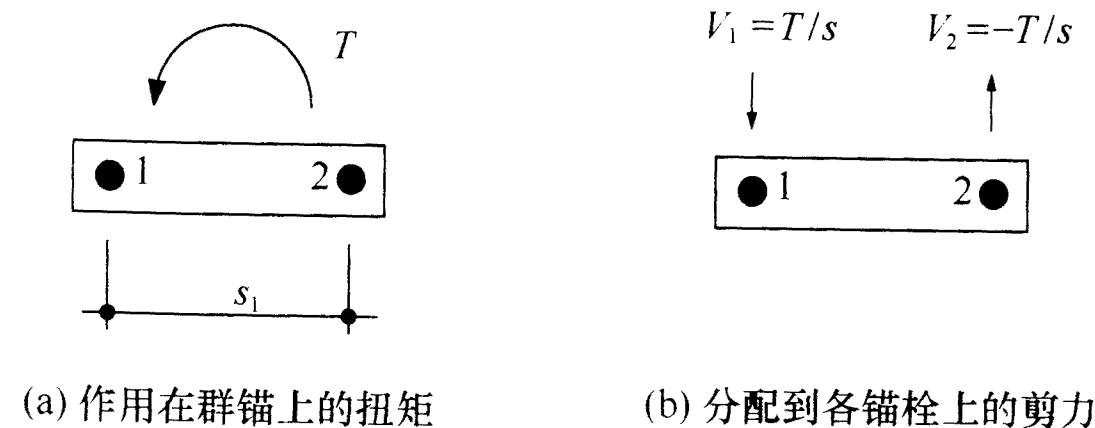 T
1
2
s₁
(a) 作用在群锚上的扭矩
V₁ =T/s
V₂ =−T/s
1
2
(b) 分配到各锚栓上的剪力